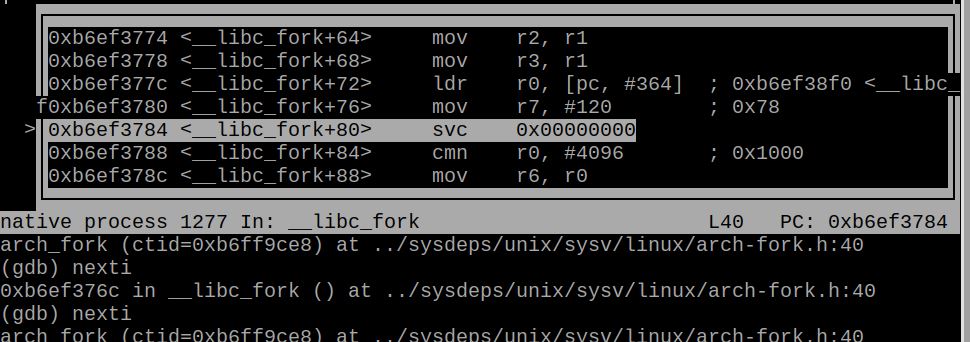 0xb6ef3774 <__libc_fork+64> mov r2, r1
0xb6ef3778 <__libc_fork+68> mov r3, r1
0xb6ef377c <__libc_fork+72> ldr r0, [pc, #364] ; 0xb6ef38f0 <__libc_
f0xb6ef3780 <__libc_fork+76> mov r7, #120 ; 0x78
>0xb6ef3784 <__libc_fork+80> svc 0x00000000
0xb6ef3788 <__libc_fork+84> cmn r0, #4096 ; 0x1000
0xb6ef378c <__libc_fork+88> mov r6, r0
native process 1277 In: __libc_fork L40 PC: 0xb6ef3784
arch_fork (ctid=0xb6ff9ce8) at ../sysdeps/unix/sysv/linux/arch-fork.h:40
(gdb) nexti
0xb6ef376c in __libc_fork () at ../sysdeps/unix/sysv/linux/arch-fork.h:40
(gdb) nexti
arch_fork (ctid=0xb6ff9ce8) at ../sysdeps/unix/sysv/linux/arch-fork.h:40